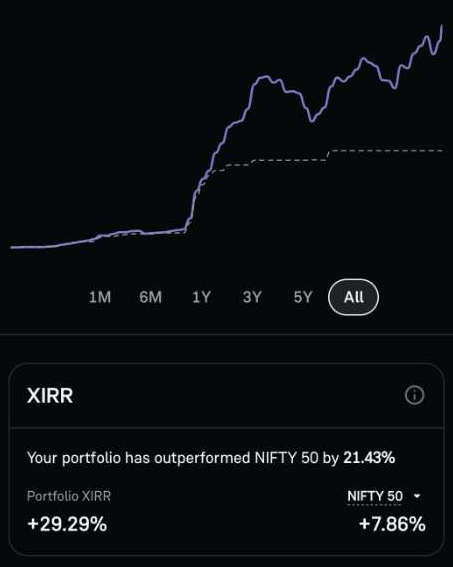 1M 6M 1Y 3Y 5Y All
XIRR
Your portfolio has outperformed NIFTY 50 by 21.43%
Portfolio XIRR NIFTY 50
+29.29% +7.86%